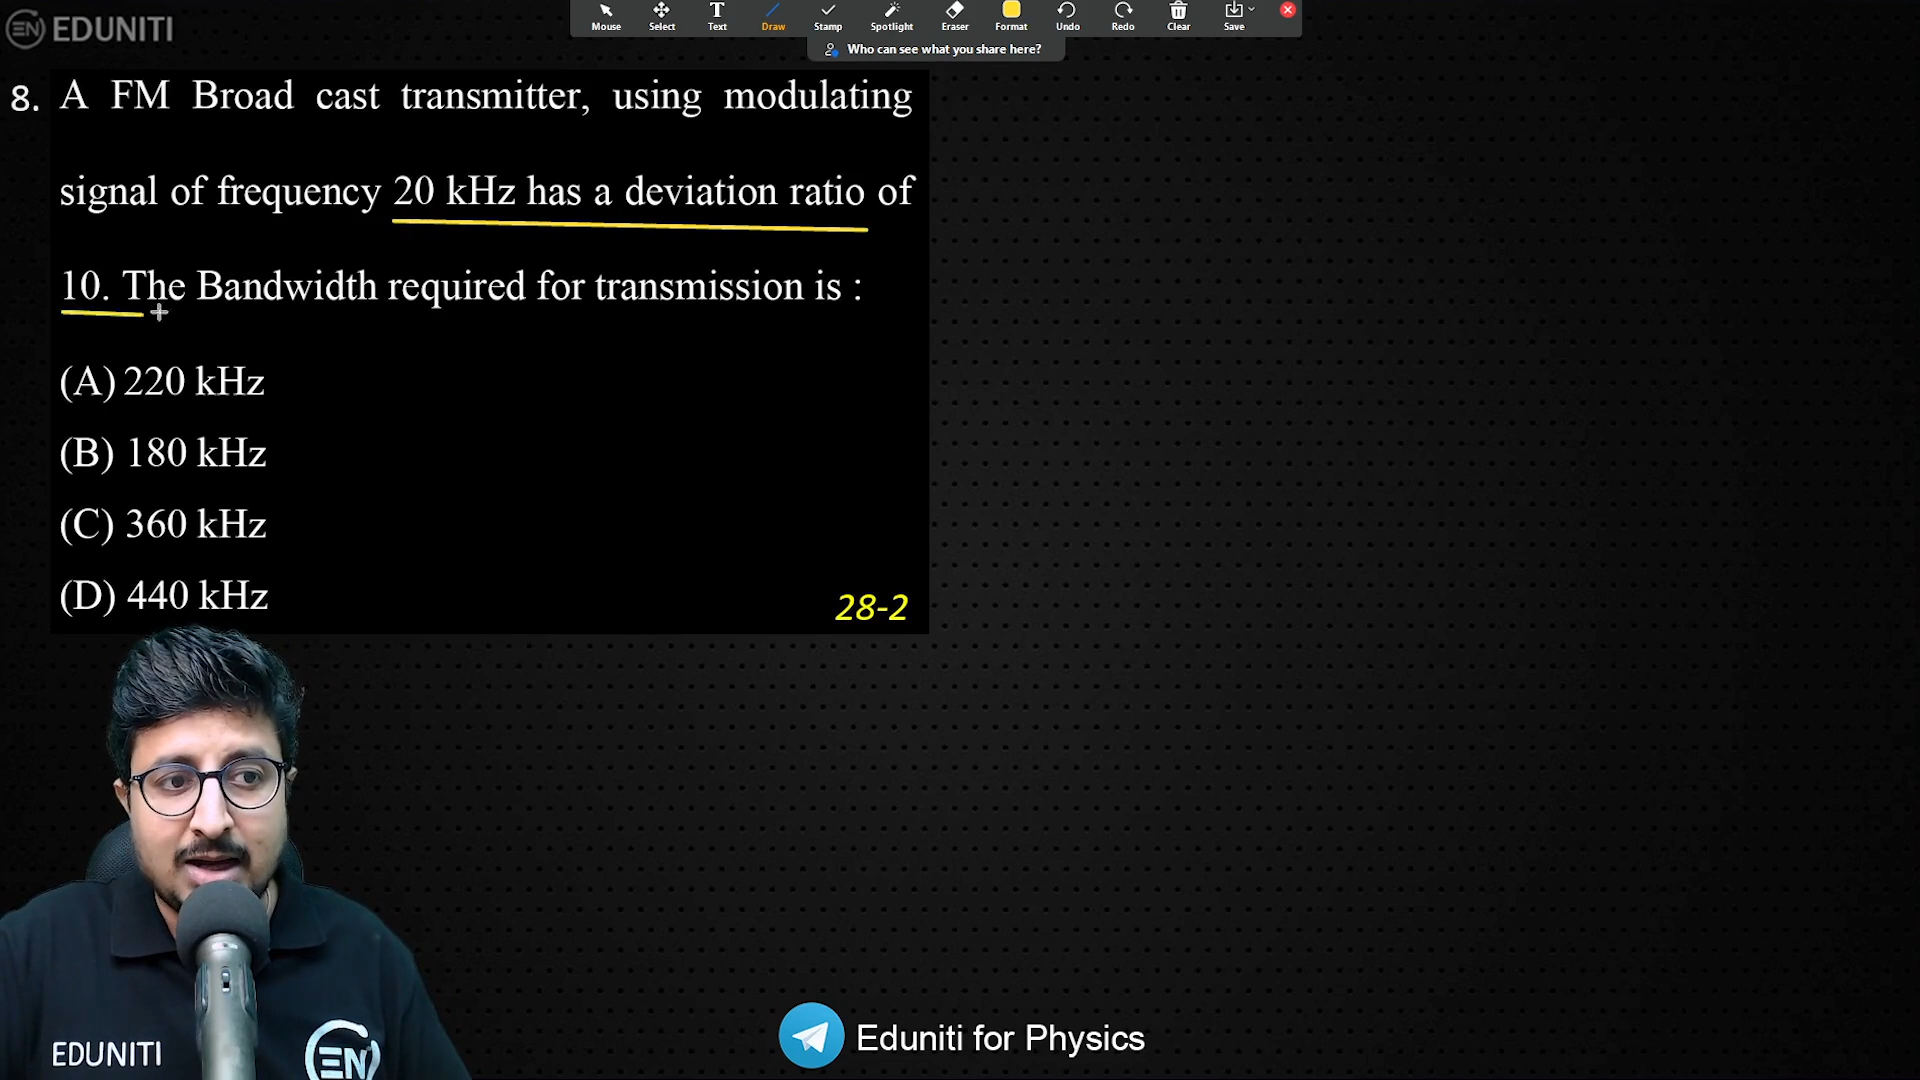 EN EDUNITI
Mouse Select Text Draw Stamp Spotlight Eraser Format Undo Redo Clear Save
Who can see what you share here?
8. A FM Broad cast transmitter, using modulating
signal of frequency 20 kHz has a deviation ratio of
10. The Bandwidth required for transmission is :
(A) 220 kHz
(B) 180 kHz
(C) 360 kHz
(D) 440 kHz
28-2
EDUNITI
EN
Eduniti for Physics